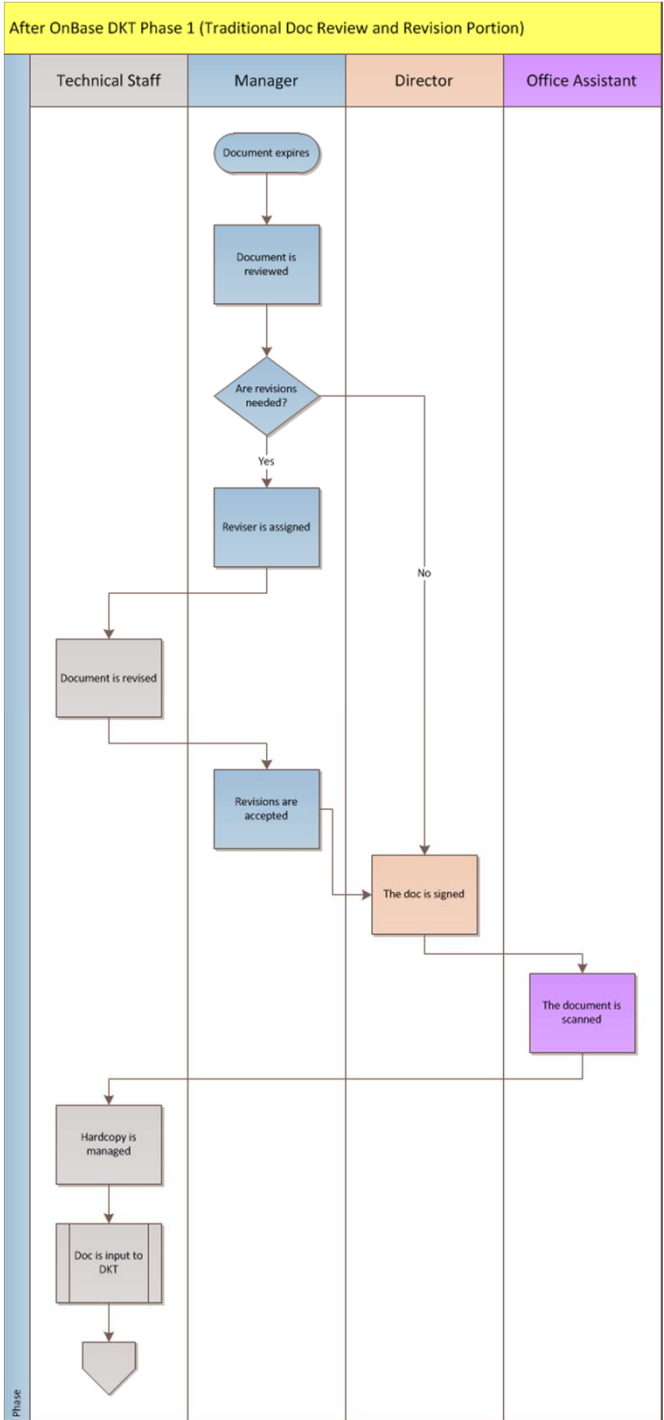 After OnBase DKT Phase 1 (Traditional Doc Review and Revision Portion)
Technical Staff
Manager
Director
Office Assistant
Document expires
Document is
reviewed
Are revisions
needed?
Yes
Reviser is assigned
No
Document is revised
Revisions are
accepted
The doc is signed
The document is
scanned
Hardcopy is
managed
Doc is input to
DKT
Phase